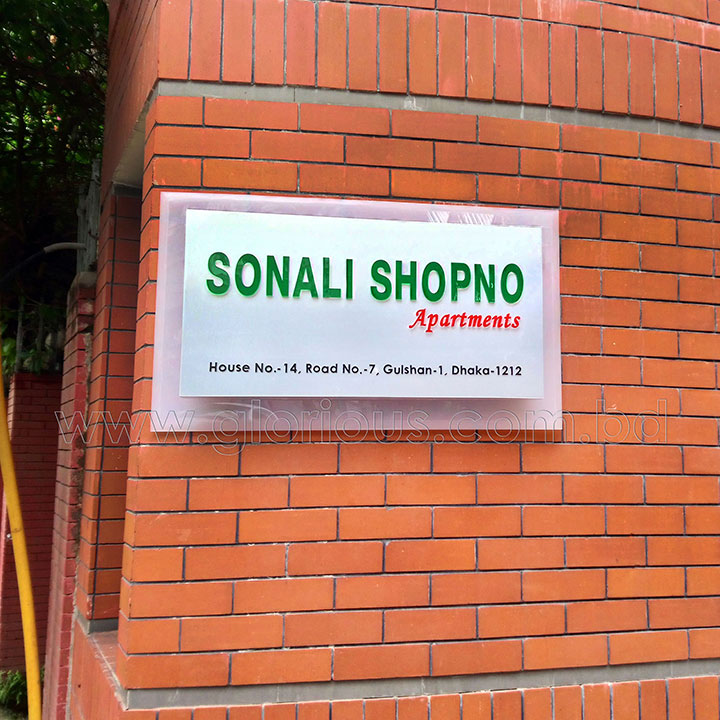 SONALI SHOPNO
Apartments
House No.-14, Road No.-7, Gulshan-1, Dhaka-1212
www.glorious.com.bd